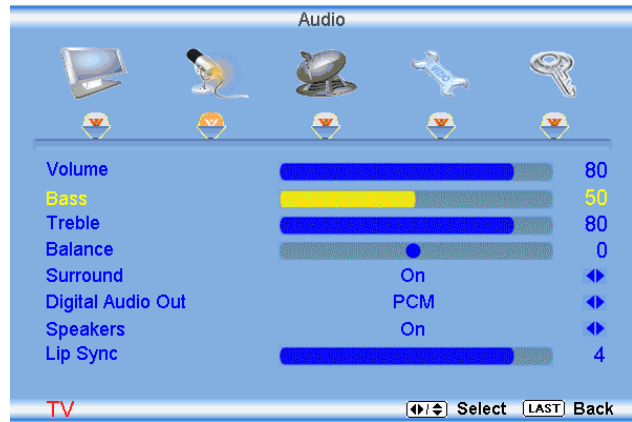 Audio
Volume 80
Bass 50
Treble 80
Balance 0
Surround On
Digital Audio Out PCM
Speakers On
Lip Sync 4
TV Select LAST Back